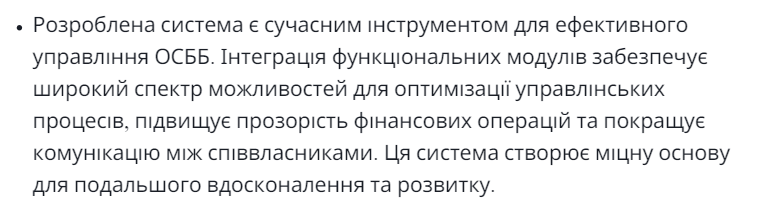 • Розроблена система є сучасним інструментом для ефективного
управління ОСББ. Інтеграція функціональних модулів забезпечує
широкий спектр можливостей для оптимізації управлінських
процесів, підвищує прозорість фінансових операцій та покращує
комунікацію між співвласниками. Ця система створює міцну основу
для подальшого вдосконалення та розвитку.